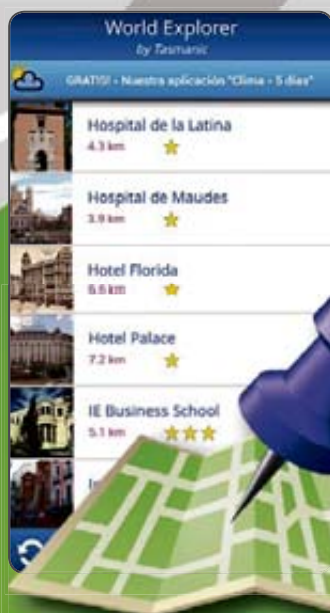 World Explorer
by Tasmanic
GRATIS! - Nuestra aplicación "Clima - 5 días"
Hospital de la Latina
4.3 km
Hospital de Maudes
3.9 km
Hotel Florida
6.6 km
Hotel Palace
7.2 km
IE Business School
5.1 km